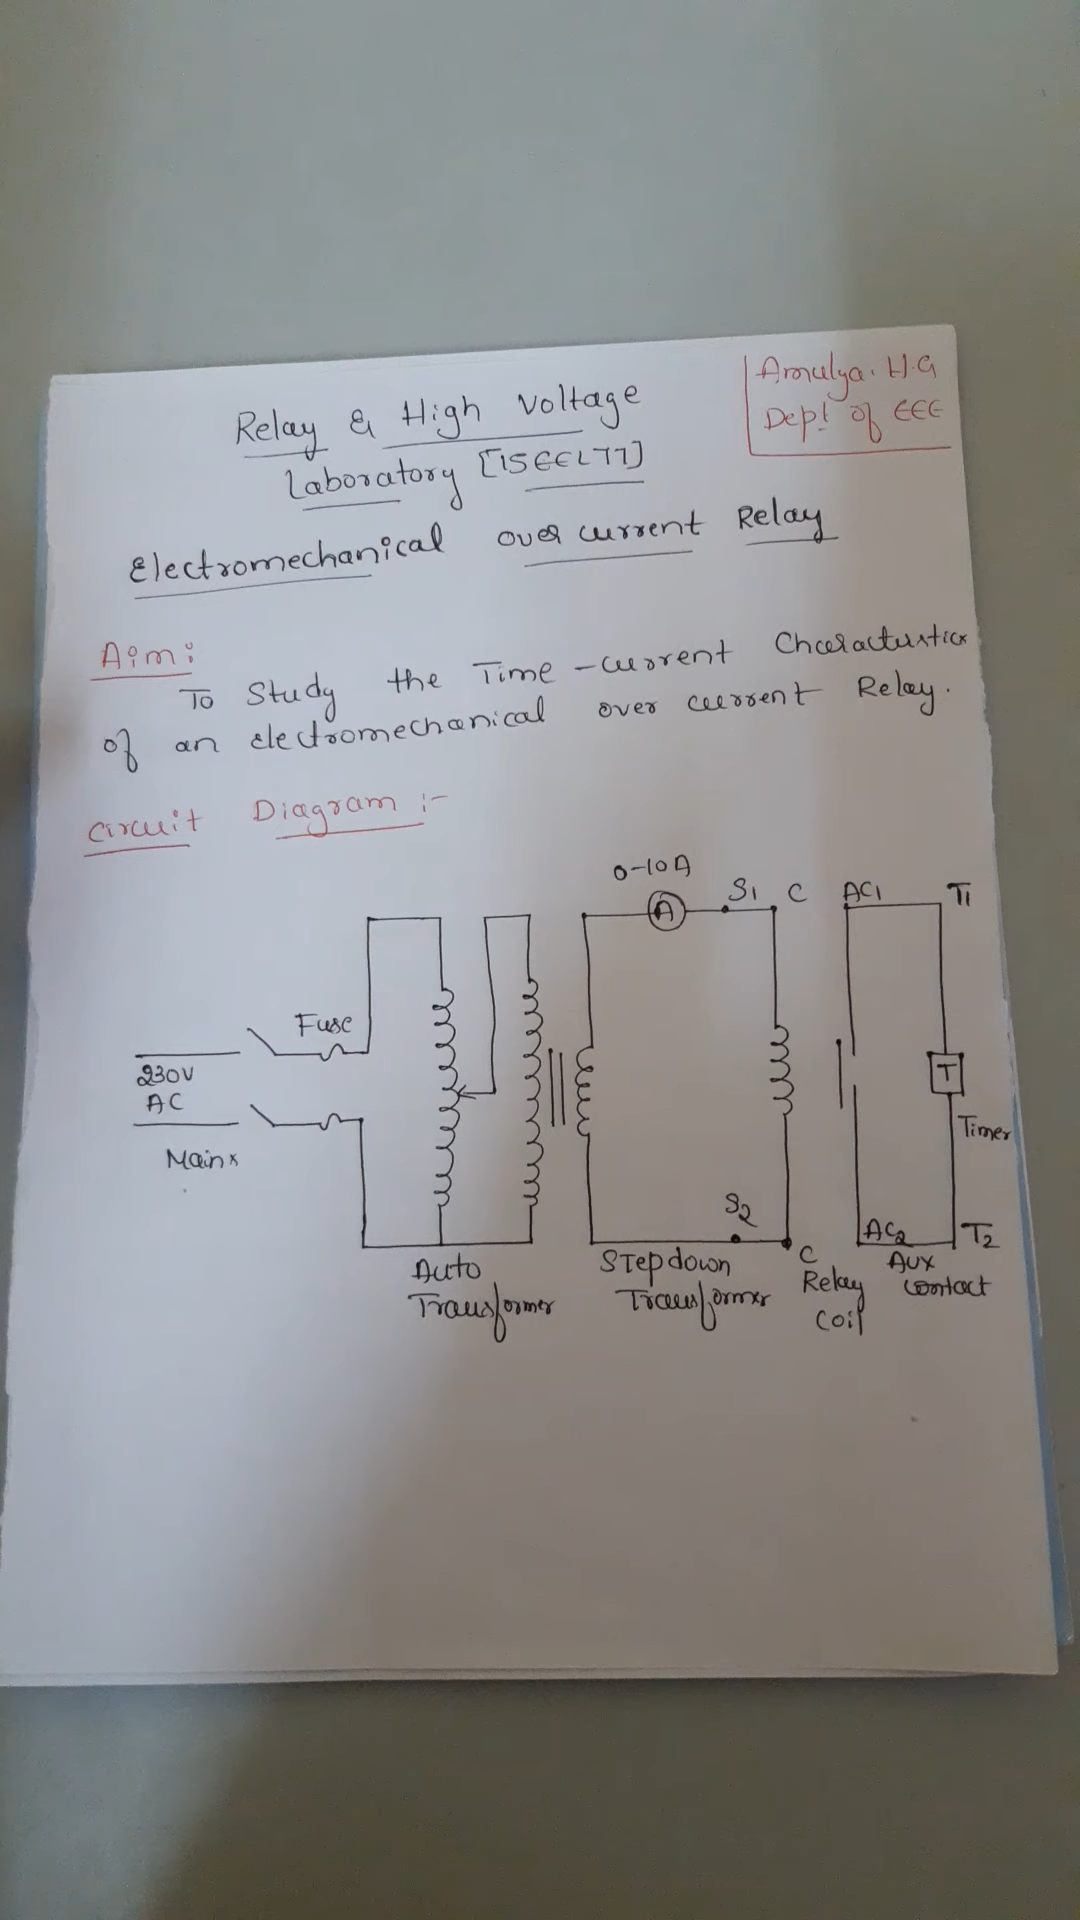 Amulya. H.G
Dept of EEE
Relay & High Voltage
Laboratory [15EEL77]
Electromechanical over current Relay
Aim:
To Study the Time-current Characteristics
of an electromechanical over current Relay.
Circuit Diagram :-
0-10A
A
S1
C
AC1
T1
Fuse
230V
AC
Mains
T
Timer
S2
C
AC2
T2
Auto
Transformer
Step down
Transformer
Relay
Coil
Aux
Contact